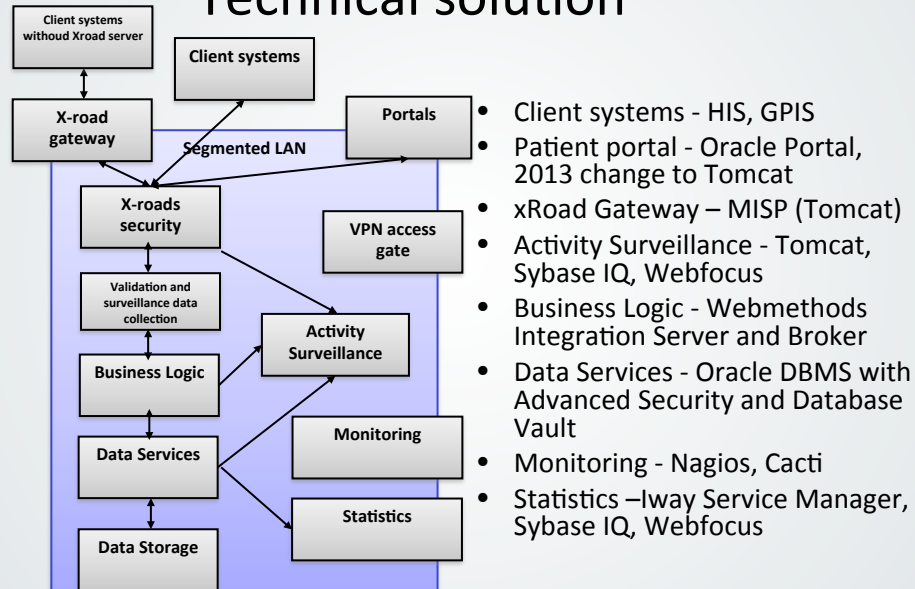 Technical solution
Client systems
withoud Xroad server
Client systems
X-road
gateway
Portals
Segmented LAN
X-roads
security
VPN access
gate
Validation and
surveillance data
collection
Activity
Surveillance
Business Logic
Monitoring
Data Services
Statistics
Data Storage
• Client systems - HIS, GPIS
• Patient portal - Oracle Portal,
2013 change to Tomcat
• xRoad Gateway – MISP (Tomcat)
• Activity Surveillance - Tomcat,
Sybase IQ, Webfocus
• Business Logic - Webmethods
Integration Server and Broker
• Data Services - Oracle DBMS with
Advanced Security and Database
Vault
• Monitoring - Nagios, Cacti
• Statistics –Iway Service Manager,
Sybase IQ, Webfocus